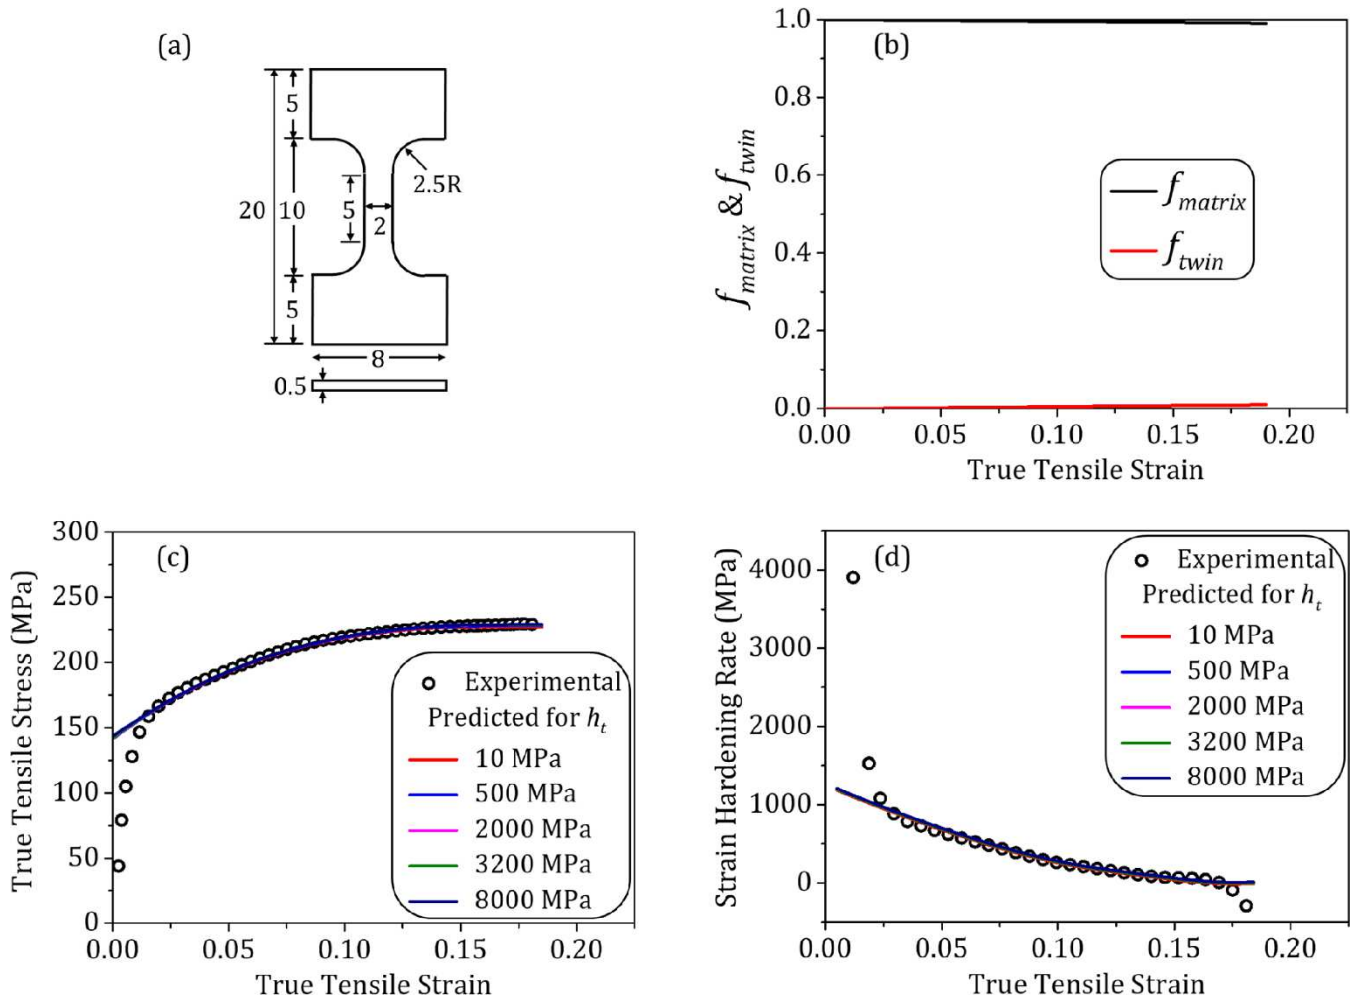 (a)
5
20
10
5
2
2.5R
5
8
0.5
(b)
1.0
0.8
0.6
0.4
0.2
0.0
f_matrix & f_twin
f_matrix
f_twin
0.00 0.05 0.10 0.15 0.20
True Tensile Strain
(c)
300
250
200
150
100
50
0
True Tensile Stress (MPa)
Experimental
Predicted for h_t
10 MPa
500 MPa
2000 MPa
3200 MPa
8000 MPa
0.00 0.05 0.10 0.15 0.20
True Tensile Strain
(d)
4000
3000
2000
1000
0
Strain Hardening Rate (MPa)
Experimental
Predicted for h_t
10 MPa
500 MPa
2000 MPa
3200 MPa
8000 MPa
0.00 0.05 0.10 0.15 0.20
True Tensile Strain